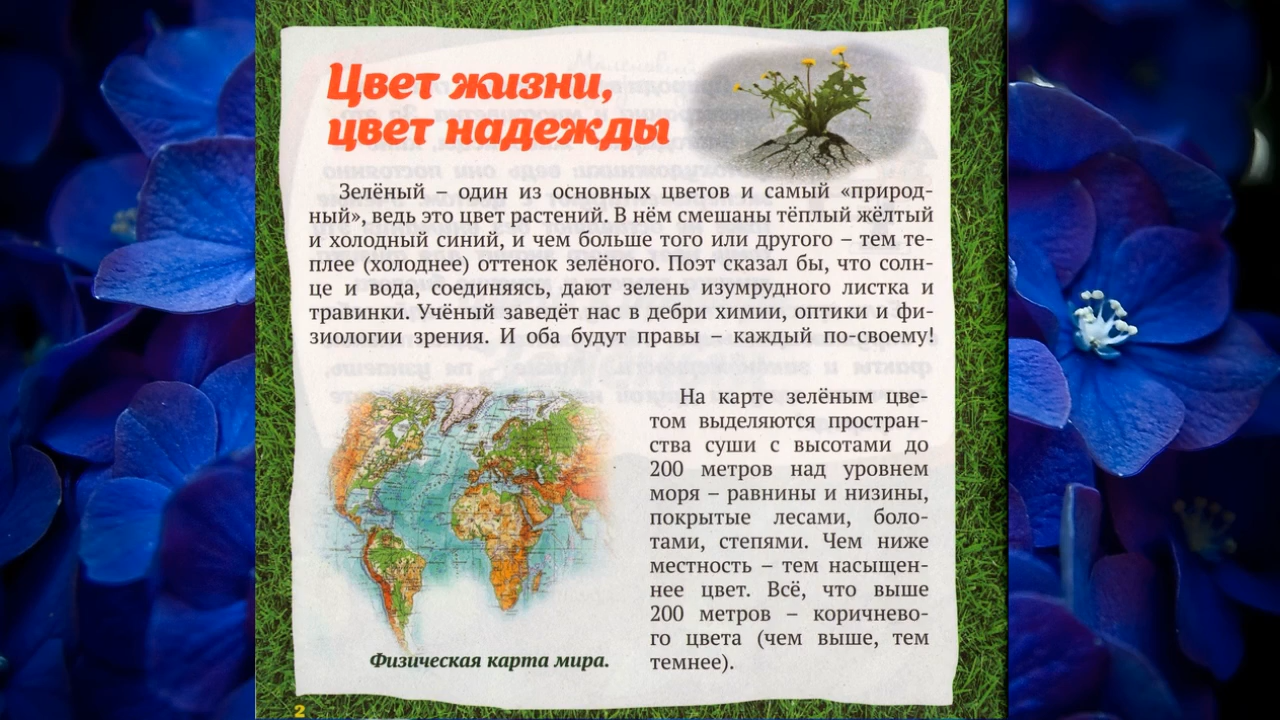 Цвет жизни,
цвет надежды
Зелёный – один из основных цветов и самый «природ-
ный», ведь это цвет растений. В нём смешаны тёплый жёлтый
и холодный синий, и чем больше того или другого – тем те-
плее (холоднее) оттенок зелёного. Поэт сказал бы, что солн-
це и вода, соединяясь, дают зелень изумрудного листка и
травинки. Учёный заведёт нас в дебри химии, оптики и фи-
зиологии зрения. И оба будут правы – каждый по-своему!
На карте зелёным цве-
том выделяются простран-
ства суши с высотами до
200 метров над уровнем
моря – равнины и низины,
покрытые лесами, боло-
тами, степями. Чем ниже
местность – тем насыщен-
нее цвет. Всё, что выше
200 метров – коричнево-
го цвета (чем выше, тем
темнее).
Физическая карта мира.
2